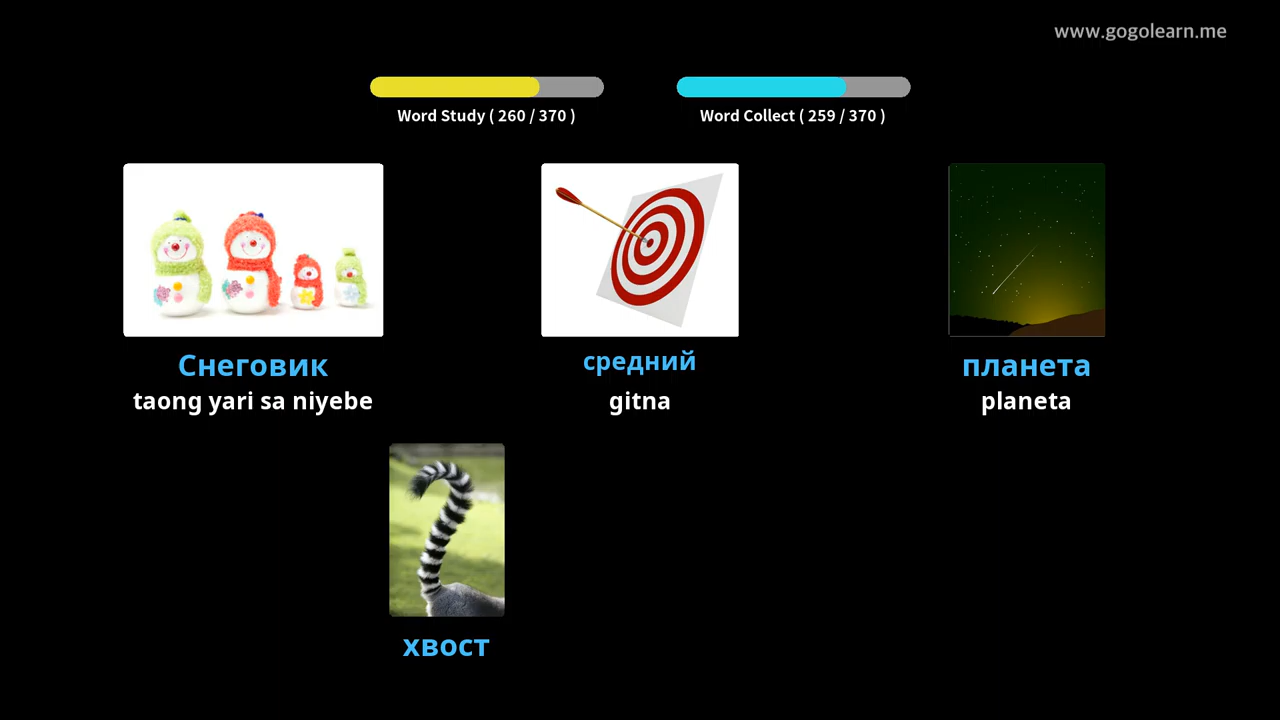 www.gogolearn.me
Word Study ( 260 / 370 )
Word Collect ( 259 / 370 )
Снеговик
taong yari sa niyebe
средний
gitna
планета
planeta
хвост